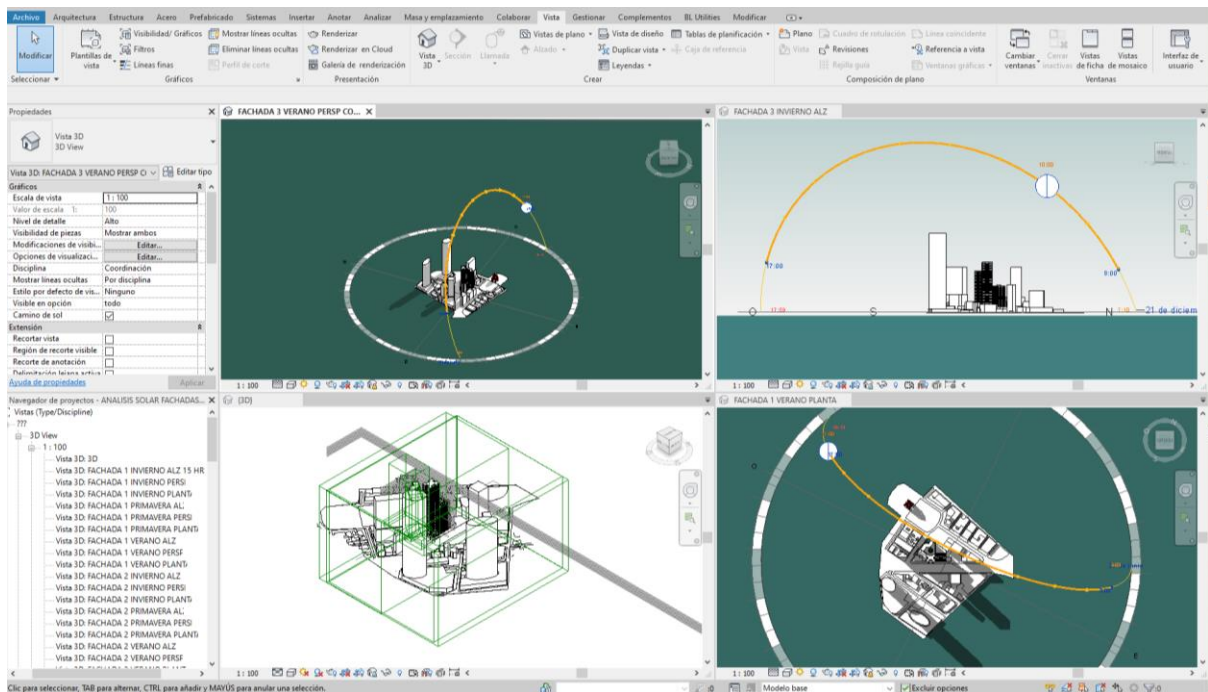 Archivo Arquitectura Estructura Acero Prefabricado Sistemas Insertar Anotar Analizar Masa y emplazamiento Colaborar Vista Gestionar Complementos BL Utilities Modificar
Modificar
Seleccionar
Plantillas de vista
Visibilidad/ Gráficos
Filtros
Líneas finas
Mostrar líneas ocultas
Eliminar líneas ocultas
Perfil de corte
Gráficos
Renderizar
Renderizar en Cloud
Galería de renderización
Presentación
Vista 3D
Sección
Llamada
Vistas de plano
Alzado
Vista de diseño
Duplicar vista
Leyendas
Tablas de planificación
Caja de referencia
Crear
Plano
Vista
Cuadro de rotulación
Revisiones
Rejilla guía
Línea coincidente
Referencia a vista
Ventanas gráficas
Composición de plano
Cambiar ventanas
Cerrar inactivas
Vistas de ficha
Vistas de mosaico
Interfaz de usuario
Ventanas
Propiedades
Vista 3D
3D View
Vista 3D: FACHADA 3 VERANO PERSP C
Editar tipo
Gráficos
Escala de vista 1 : 100
Valor de escala 1: 100
Nivel de detalle Alto
Visibilidad de piezas Mostrar ambos
Modificaciones de visibi... Editar...
Opciones de visualizaci... Editar...
Disciplina Coordinación
Mostrar líneas ocultas Por disciplina
Estilo por defecto de vis... Ninguno
Visible en opción todo
Camino de sol
Extensión
Recortar vista
Región de recorte visible
Recorte de anotación
Delimitación lejana activa
Ayuda de propiedades Aplicar
Navegador de proyectos - ANALISIS SOLAR FACHADAS...
Vistas (Type/Discipline)
???
3D View
1 : 100
Vista 3D: 3D
Vista 3D: FACHADA 1 INVIERNO ALZ 15 HR
Vista 3D: FACHADA 1 INVIERNO PERSI
Vista 3D: FACHADA 1 INVIERNO PLANT
Vista 3D: FACHADA 1 PRIMAVERA AL
Vista 3D: FACHADA 1 PRIMAVERA PERSI
Vista 3D: FACHADA 1 PRIMAVERA PLANT
Vista 3D: FACHADA 1 VERANO ALZ
Vista 3D: FACHADA 1 VERANO PERSF
Vista 3D: FACHADA 1 VERANO PLANT
Vista 3D: FACHADA 2 INVIERNO ALZ
Vista 3D: FACHADA 2 INVIERNO PERSI
Vista 3D: FACHADA 2 INVIERNO PLANT
Vista 3D: FACHADA 2 PRIMAVERA AL
Vista 3D: FACHADA 2 PRIMAVERA PERSI
Vista 3D: FACHADA 2 PRIMAVERA PLANT
Vista 3D: FACHADA 2 VERANO ALZ
Vista 3D: FACHADA 2 VERANO PERSF
FACHADA 3 VERANO PERSP CO...
1 : 100
FACHADA 3 INVIERNO ALZ
17:00
9:00
O
S
N
21 de diciem
1 : 100
{3D}
1 : 100
FACHADA 1 VERANO PLANTA
O
E
1 : 100
Clic para seleccionar, TAB para alternar, CTRL para añadir y MAYÚS para anular una selección.
:0
Modelo base
Excluir opciones
:0